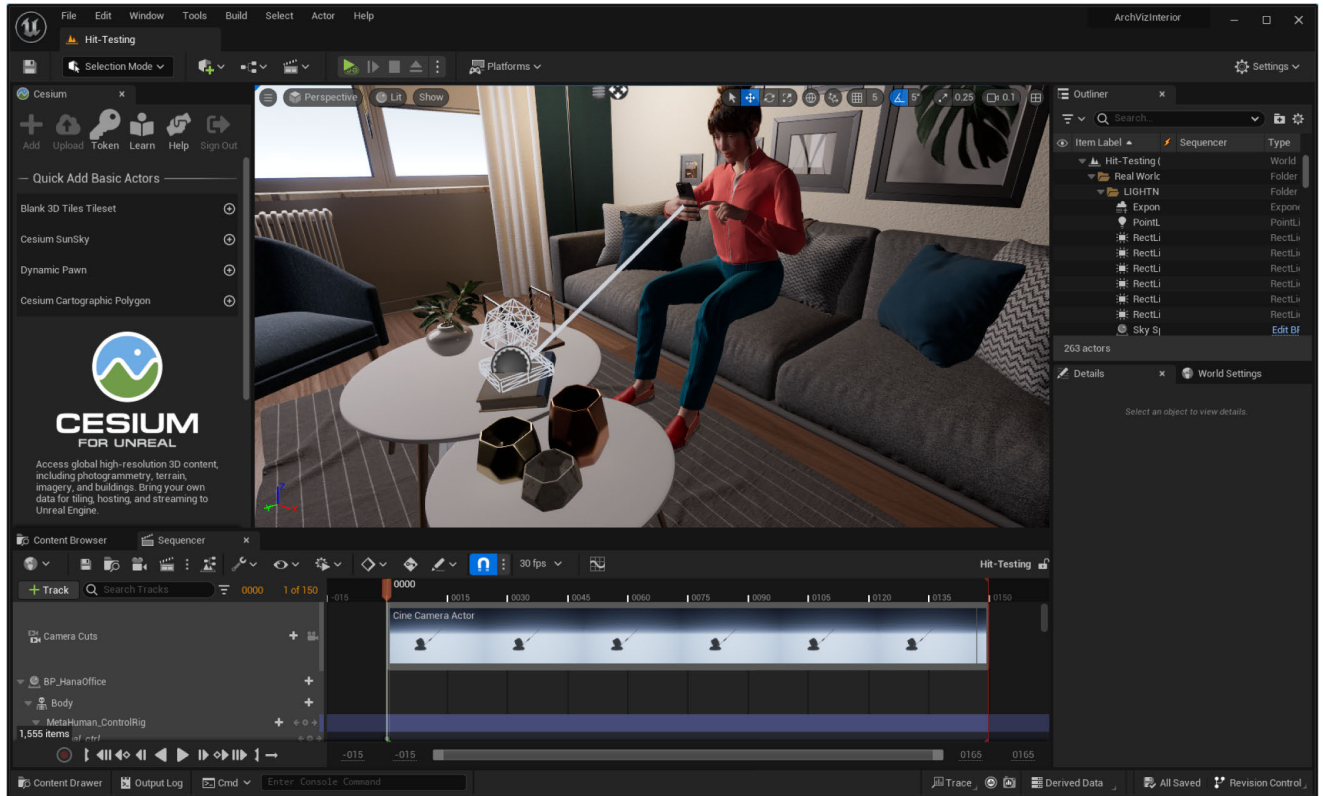 File Edit Window Tools Build Select Actor Help
ArchVizInterior
Hit-Testing
Selection Mode
Platforms
Settings
Cesium
Add Upload Token Learn Help Sign Out
Quick Add Basic Actors
Blank 3D Tiles Tileset
Cesium SunSky
Dynamic Pawn
Cesium Cartographic Polygon
CESIUM
FOR UNREAL
Access global high-resolution 3D content,
including photogrammetry, terrain,
imagery, and buildings. Bring your own
data for tiling, hosting, and streaming to
Unreal Engine.
Perspective Lit Show
5 5° 0.25 0.1
Z
Outliner
Search...
Item Label Sequencer Type
Hit-Testing ( World
Real World Folder
LIGHTN Folder
Expon Expone
PointL PointLi
RectLi RectLi
RectLi RectLi
RectLi RectLi
RectLi RectLi
RectLi RectLi
RectLi RectLi
Sky Sp Edit BP
263 actors
Details World Settings
Select an object to view details.
Content Browser Sequencer
30 fps
Hit-Testing
Track Search Tracks 0000 1 of 150
0000
-015 0015 0030 0045 0060 0075 0090 0105 0120 0135 0150
Cine Camera Actor
Camera Cuts
BP_HanaOffice
Body
MetaHuman_ControlRig
1,555 items
-015 -015 0165 0165
Content Drawer Output Log Cmd Enter Console Command
Trace Derived Data All Saved Revision Control